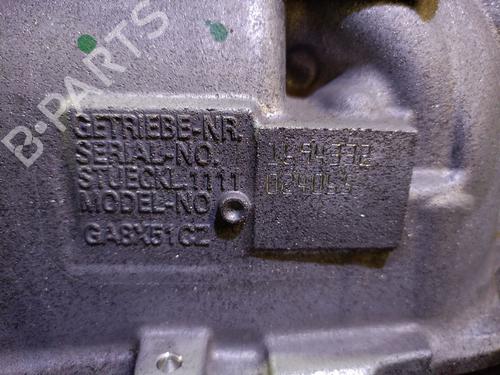 B-PARTS
GETRIEBE-NR.
SERIAL-NO.
STUECKL.1111
MODEL-NO
GA8X51CZ